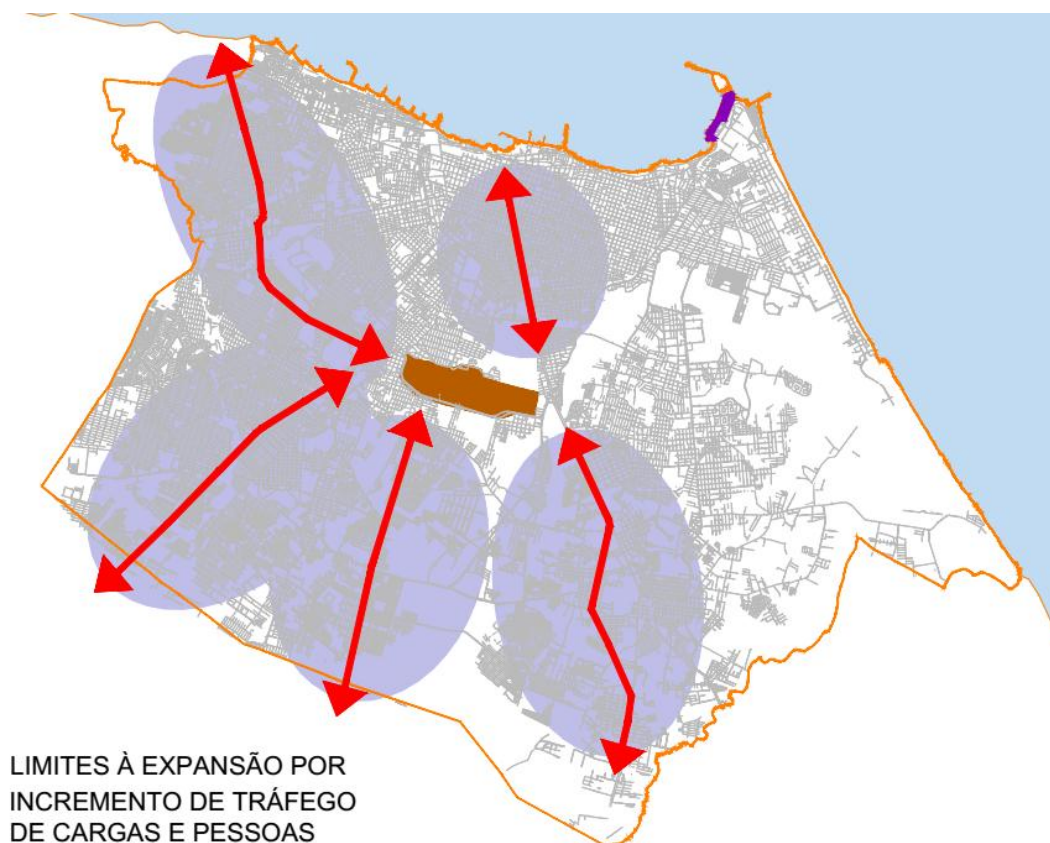 LIMITES À EXPANSÃO POR
INCREMENTO DE TRÁFEGO
DE CARGAS E PESSOAS